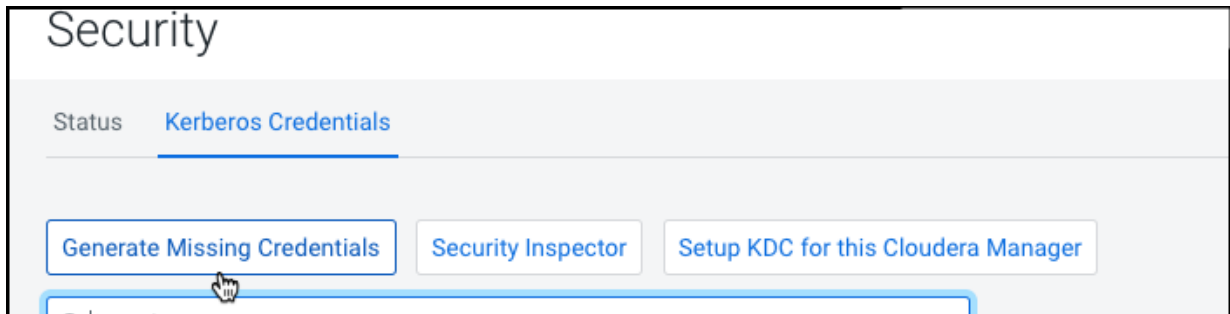 Security
Status Kerberos Credentials
Generate Missing Credentials Security Inspector Setup KDC for this Cloudera Manager